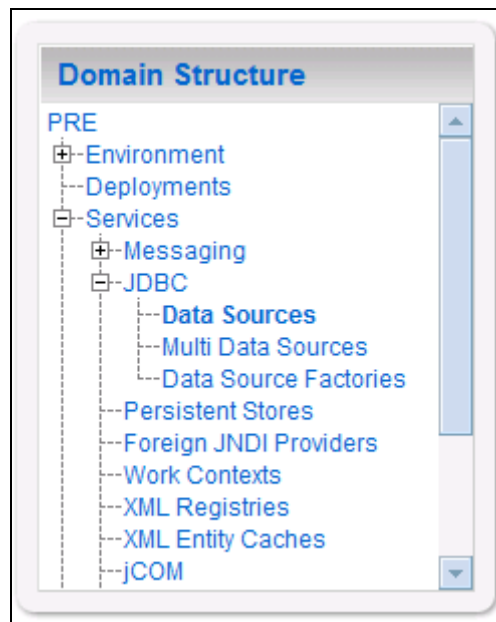 Domain Structure
PRE
Environment
Deployments
Services
Messaging
JDBC
Data Sources
Multi Data Sources
Data Source Factories
Persistent Stores
Foreign JNDI Providers
Work Contexts
XML Registries
XML Entity Caches
jCOM